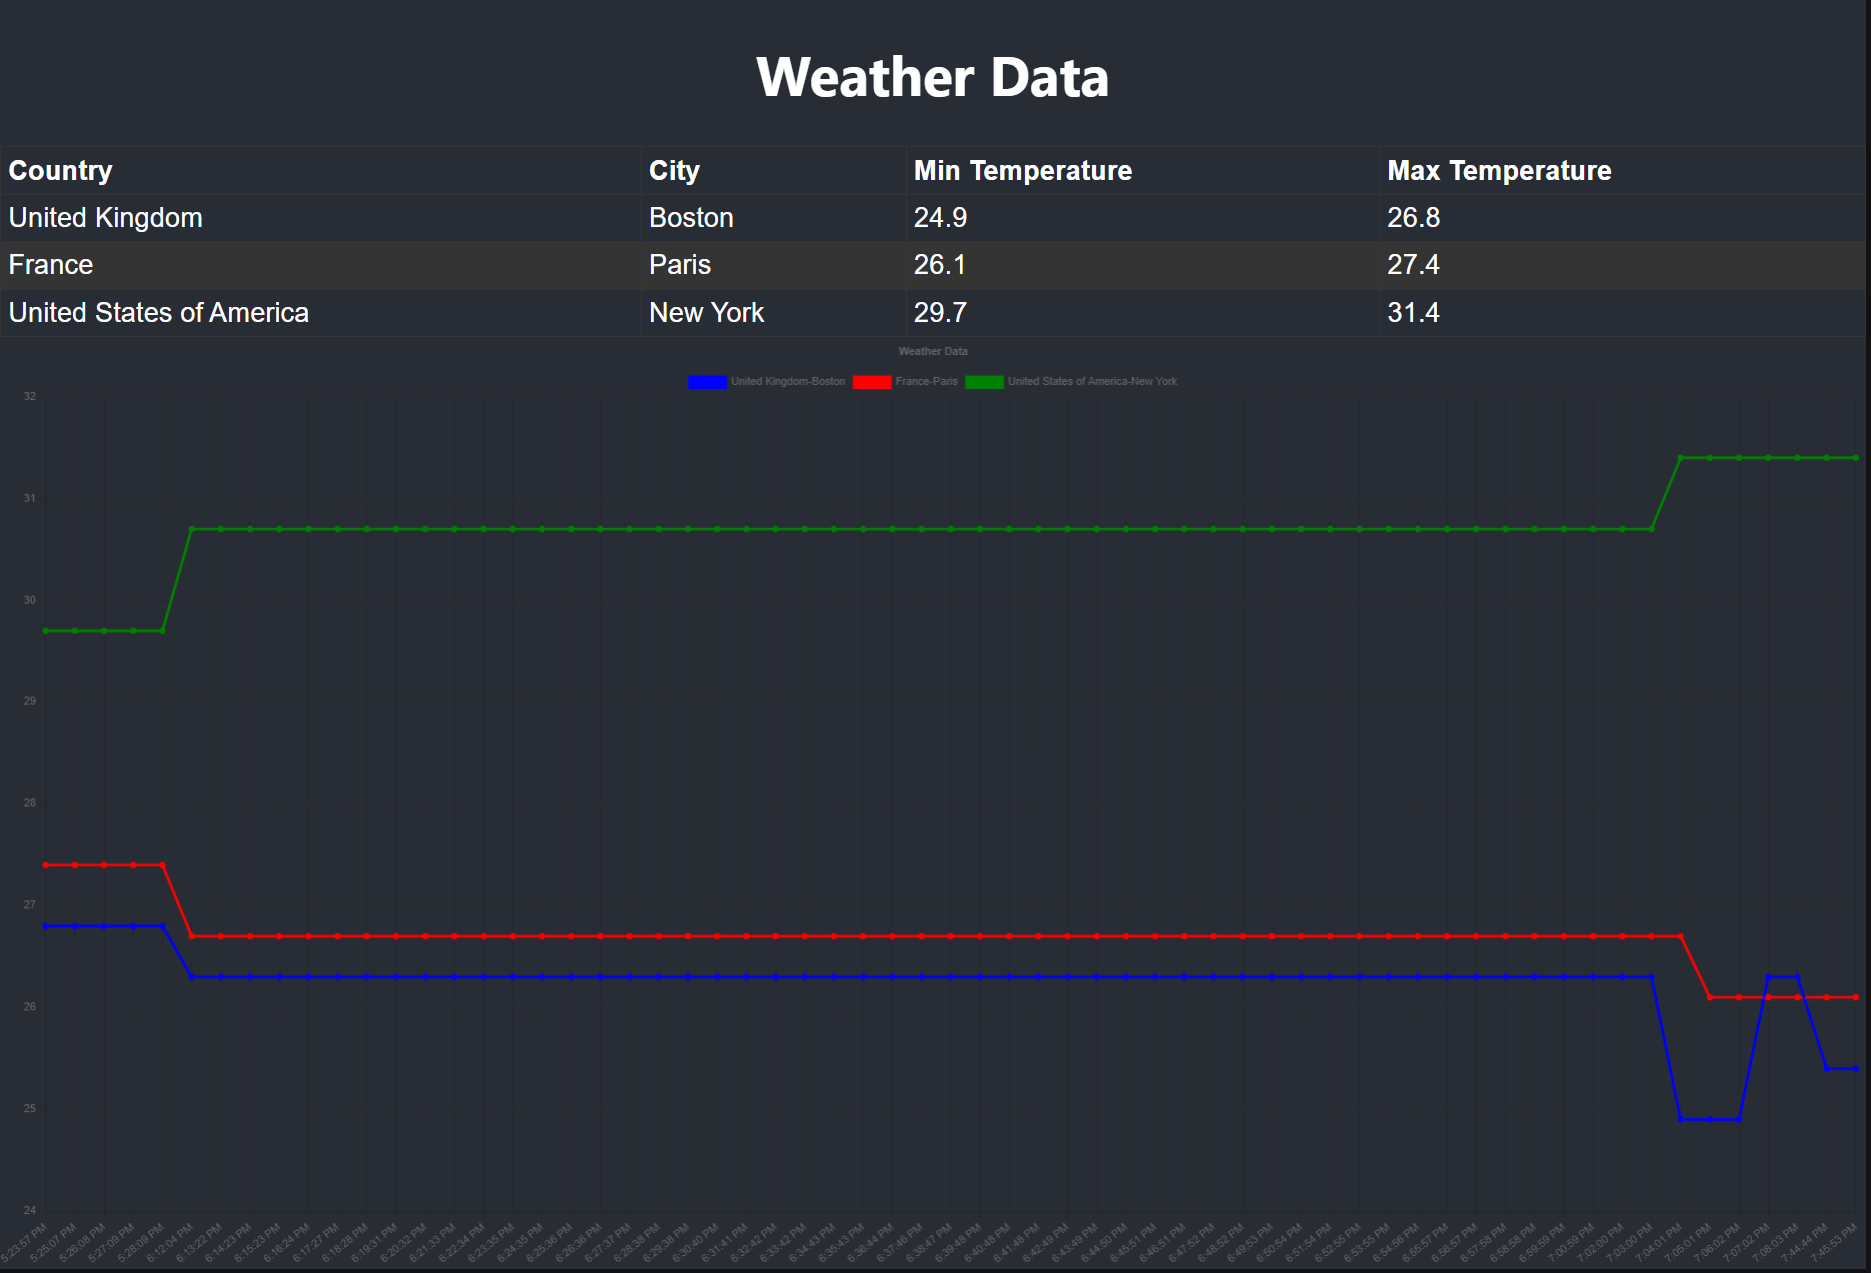 Weather Data
Country City Min Temperature Max Temperature
United Kingdom Boston 24.9 26.8
France Paris 26.1 27.4
United States of America New York 29.7 31.4
Weather Data
United Kingdom-Boston France-Paris United States of America-New York
32
31
30
29
28
27
26
25
24
5:23:57 PM 5:25:07 PM 5:26:08 PM 5:27:09 PM 5:28:09 PM 6:12:04 PM 6:13:22 PM 6:14:23 PM 6:15:23 PM 6:16:24 PM 6:17:27 PM 6:18:28 PM 6:19:31 PM 6:20:32 PM 6:21:33 PM 6:22:34 PM 6:23:35 PM 6:24:35 PM 6:25:36 PM 6:26:36 PM 6:27:37 PM 6:28:38 PM 6:29:38 PM 6:30:40 PM 6:31:41 PM 6:32:42 PM 6:33:42 PM 6:34:43 PM 6:35:43 PM 6:36:44 PM 6:37:46 PM 6:38:47 PM 6:39:48 PM 6:40:48 PM 6:41:48 PM 6:42:49 PM 6:43:49 PM 6:44:50 PM 6:45:51 PM 6:46:51 PM 6:47:52 PM 6:48:52 PM 6:49:53 PM 6:50:54 PM 6:51:54 PM 6:52:55 PM 6:53:55 PM 6:54:56 PM 6:55:57 PM 6:56:57 PM 6:57:58 PM 6:58:58 PM 6:59:59 PM 7:00:59 PM 7:02:00 PM 7:03:00 PM 7:04:01 PM 7:05:01 PM 7:06:02 PM 7:07:02 PM 7:08:03 PM 7:44:44 PM 7:45:53 PM